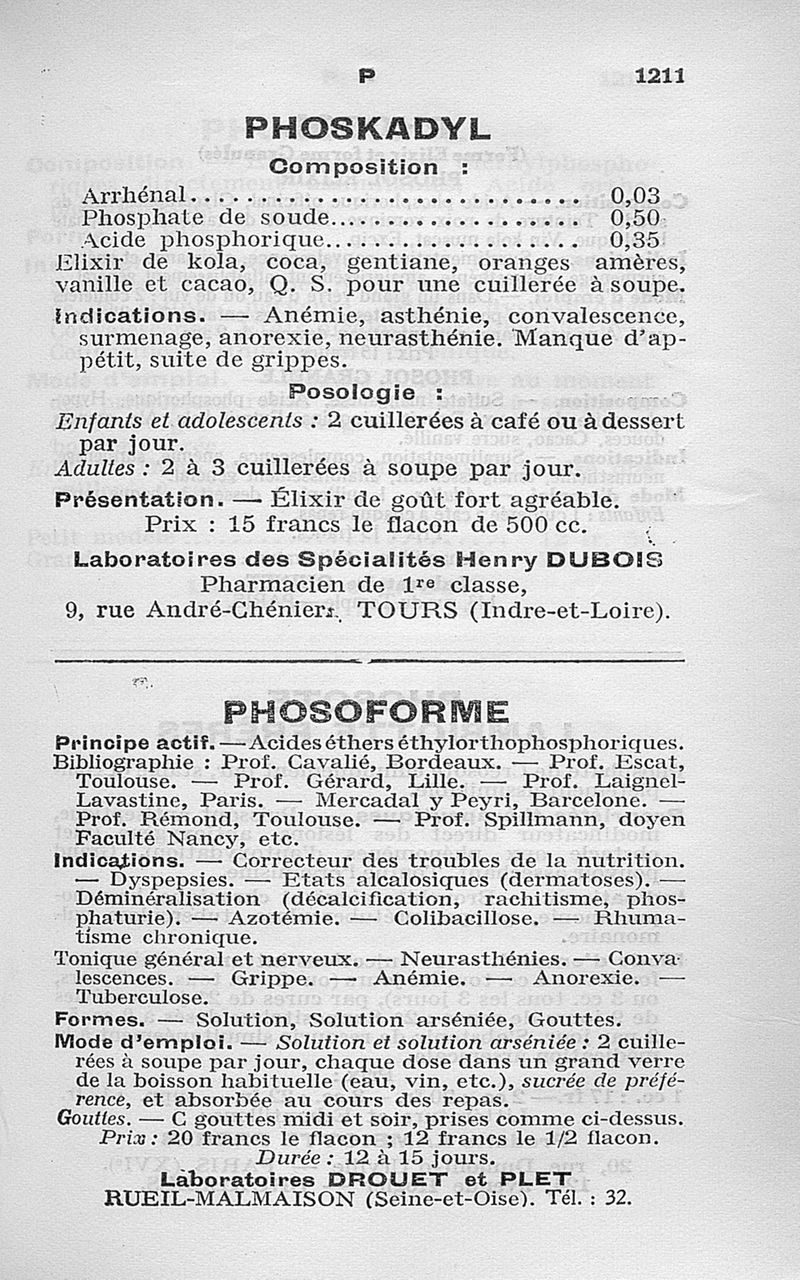 P 1211
PHOSKADYL
Composition :
Arrhénal............................ 0,03
Phosphate de soude.................. 0,50
Acide phosphorique.................. 0,35
Elixir de kola, coca, gentiane, oranges amères,
vanille et cacao, Q. S. pour une cuillerée à soupe.
Indications. — Anémie, asthénie, convalescence,
surmenage, anorexie, neurasthénie. Manque d'ap-
pétit, suite de grippes.
Posologie :
Enfants et adolescents : 2 cuillerées à café ou à dessert
par jour.
Adultes : 2 à 3 cuillerées à soupe par jour.
Présentation. — Élixir de goût fort agréable.
Prix : 15 francs le flacon de 500 cc.
Laboratoires des Spécialités Henry DUBOIS
Pharmacien de 1re classe,
9, rue André-Chénier, TOURS (Indre-et-Loire).
PHOSOFORME
Principe actif. — Acides éthers éthylorthophosphoriques.
Bibliographie : Prof. Cavalié, Bordeaux. — Prof. Escat,
Toulouse. — Prof. Gérard, Lille. — Prof. Laignel-
Lavastine, Paris. — Mercadal y Peyri, Barcelone. —
Prof. Rémond, Toulouse. — Prof. Spillmann, doyen
Faculté Nancy, etc.
Indications. — Correcteur des troubles de la nutrition.
— Dyspepsies. — Etats alcalosiques (dermatoses). —
Déminéralisation (décalcification, rachitisme, phos-
phaturie). — Azotémie. — Colibacillose. — Rhuma-
tisme chronique.
Tonique général et nerveux. — Neurasthénies. — Conva-
lescences. — Grippe. — Anémie. — Anorexie. —
Tuberculose.
Formes. — Solution, Solution arséniée, Gouttes.
Mode d'emploi. — Solution et solution arséniée : 2 cuille-
rées à soupe par jour, chaque dose dans un grand verre
de la boisson habituelle (eau, vin, etc.), sucrée de préfé-
rence, et absorbée au cours des repas.
Gouttes. — C gouttes midi et soir, prises comme ci-dessus.
Prix : 20 francs le flacon ; 12 francs le 1/2 flacon.
Durée : 12 à 15 jours.
Laboratoires DROUET et PLET
RUEIL-MALMAISON (Seine-et-Oise). Tél. : 32.